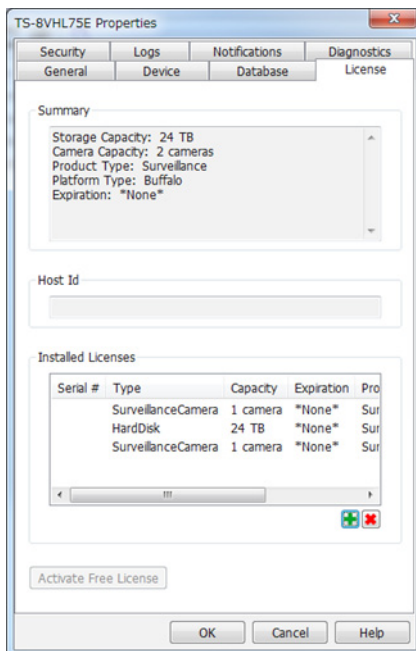 TS-8VHL75E Properties
Security Logs Notifications Diagnostics
General Device Database License
Summary
Storage Capacity: 24 TB
Camera Capacity: 2 cameras
Product Type: Surveillance
Platform Type: Buffalo
Expiration: *None*
Host Id
Installed Licenses
Serial # Type Capacity Expiration Pro
SurveillanceCamera 1 camera *None* Sur
HardDisk 24 TB *None* Sur
SurveillanceCamera 1 camera *None* Sur
Activate Free License
OK Cancel Help